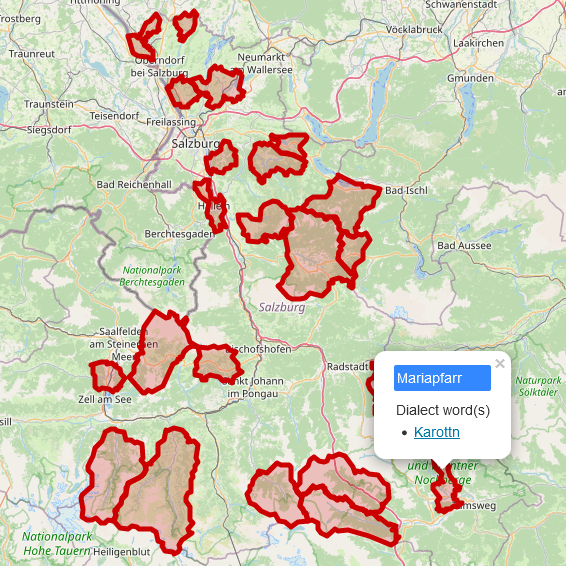 Schwanenstadt
Vöcklabruck
Laakirchen
Traunreut
Oberndorf
bei Salzburg
Neumarkt
am Wallersee
Gmunden
Traunstein
Teisendorf
Freilassing
Siegsdorf
Salzburg
Bad Reichenhall
Hallein
Bad Ischl
Berchtesgaden
Bad Aussee
Nationalpark
Berchtesgaden
Salzburg
Saalfelden
am Steinernen
Meer
Bischofshofen
Radstadt
Zell am See
Sankt Johann
im Pongau
×
Mariapfarr
Dialect word(s)
• Karottn
Naturpark
Sölktäler
und Kärntner
Nockberge
Tamsweg
Nationalpark
Hohe Tauern
Heiligenblut